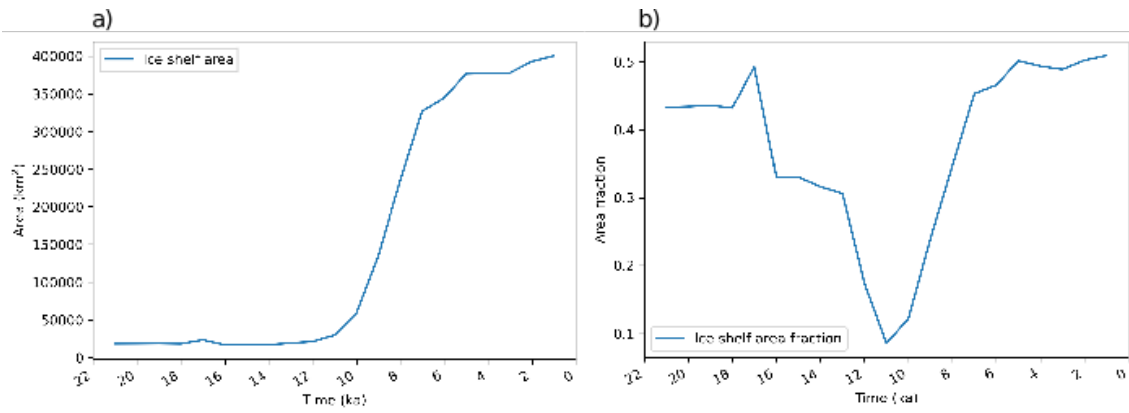 a)
Ice shelf area
400000
350000
300000
250000
200000
150000
100000
50000
0
Area (km²)
22 20 18 16 14 12 10 8 6 4 2 0
Time (ka)
b)
0.5
0.4
0.3
0.2
0.1
Area fraction
Ice shelf area fraction
22 20 18 16 14 12 10 8 6 4 2 0
Time (ka)